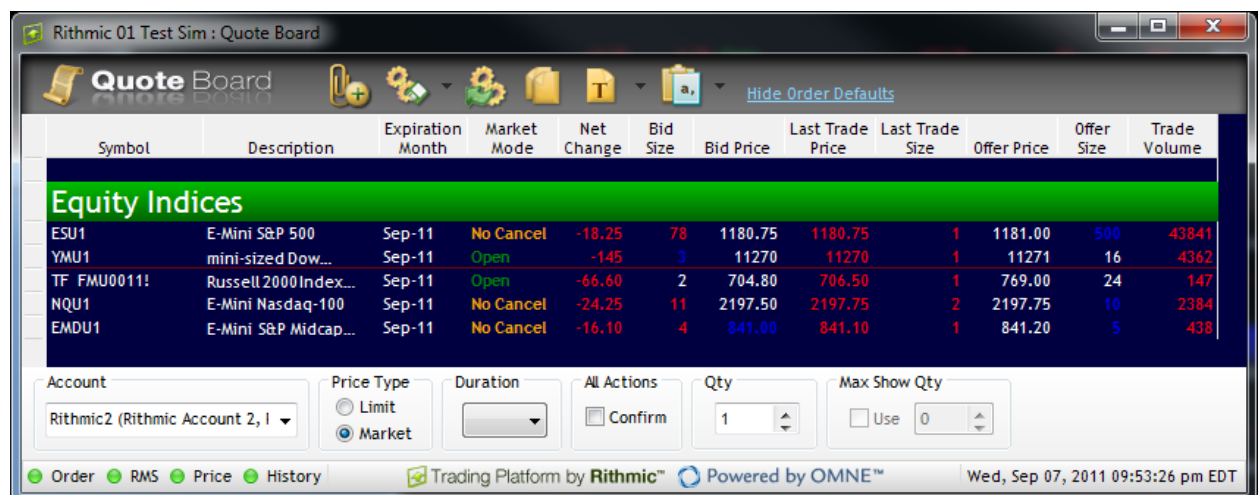 Rithmic 01 Test Sim : Quote Board
Quote Board T a, Hide Order Defaults
Symbol Description Expiration Month Market Mode Net Change Bid Size Bid Price Last Trade Price Last Trade Size Offer Price Offer Size Trade Volume
Equity Indices
ESU1 E-Mini S&P 500 Sep-11 No Cancel -18.25 78 1180.75 1180.75 1 1181.00 500 43841
YMU1 mini-sized Dow... Sep-11 Open -145 3 11270 11270 1 11271 16 4362
TF FMU0011! Russell 2000 Index... Sep-11 Open -66.60 2 704.80 706.50 1 769.00 24 147
NQU1 E-Mini Nasdaq-100 Sep-11 No Cancel -24.25 11 2197.50 2197.75 2 2197.75 10 2384
EMDU1 E-Mini S&P Midcap... Sep-11 No Cancel -16.10 4 841.00 841.10 1 841.20 5 438
Account Price Type Duration All Actions Qty Max Show Qty
Rithmic2 (Rithmic Account 2, Limit Confirm 1 Use 0
Market
Order RMS Price History Trading Platform by Rithmic™ Powered by OMNE™ Wed, Sep 07, 2011 09:53:26 pm EDT